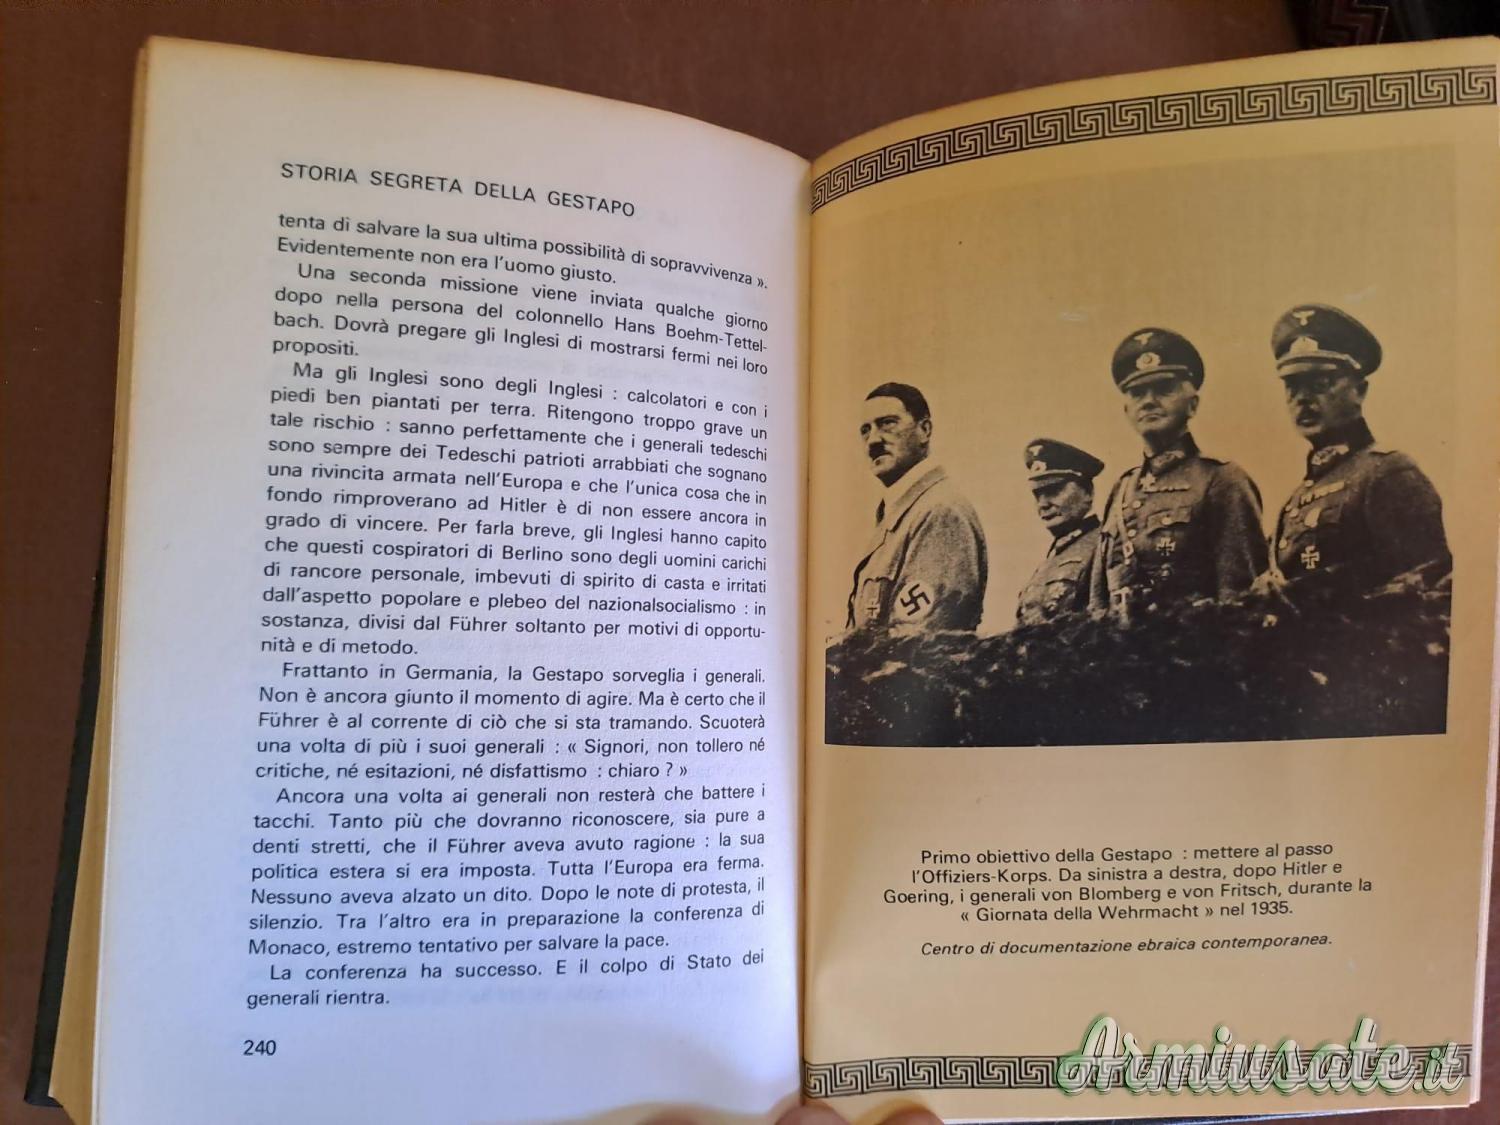 STORIA SEGRETA DELLA GESTAPO
tenta di salvare la sua ultima possibilità di sopravvivenza ».
Evidentemente non era l'uomo giusto.
Una seconda missione viene inviata qualche giorno
dopo nella persona del colonnello Hans Boehm-Tettel-
bach. Dovrà pregare gli Inglesi di mostrarsi fermi nei loro
propositi.
Ma gli Inglesi sono degli Inglesi : calcolatori e con i
piedi ben piantati per terra. Ritengono troppo grave un
tale rischio : sanno perfettamente che i generali tedeschi
sono sempre dei Tedeschi patrioti arrabbiati che sognano
una rivincita armata nell'Europa e che l'unica cosa che in
fondo rimproverano ad Hitler è di non essere ancora in
grado di vincere. Per farla breve, gli Inglesi hanno capito
che questi cospiratori di Berlino sono degli uomini carichi
di rancore personale, imbevuti di spirito di casta e irritati
dall'aspetto popolare e plebeo del nazionalsocialismo : in
sostanza, divisi dal Führer soltanto per motivi di opportu-
nità e di metodo.
Frattanto in Germania, la Gestapo sorveglia i generali.
Non è ancora giunto il momento di agire. Ma è certo che il
Führer è al corrente di ciò che si sta tramando. Scuoterà
una volta di più i suoi generali : « Signori, non tollero né
critiche, né esitazioni, né disfattismo : chiaro ? »
Ancora una volta ai generali non resterà che battere i
tacchi. Tanto più che dovranno riconoscere, sia pure a
denti stretti, che il Führer aveva avuto ragione : la sua
politica estera si era imposta. Tutta l'Europa era ferma.
Nessuno aveva alzato un dito. Dopo le note di protesta, il
silenzio. Tra l'altro era in preparazione la conferenza di
Monaco, estremo tentativo per salvare la pace.
La conferenza ha successo. E il colpo di Stato dei
generali rientra.
240
Primo obiettivo della Gestapo : mettere al passo
l'Offiziers-Korps. Da sinistra a destra, dopo Hitler e
Goering, i generali von Blomberg e von Fritsch, durante la
« Giornata della Wehrmacht » nel 1935.
Centro di documentazione ebraica contemporanea.
Armiusate.it